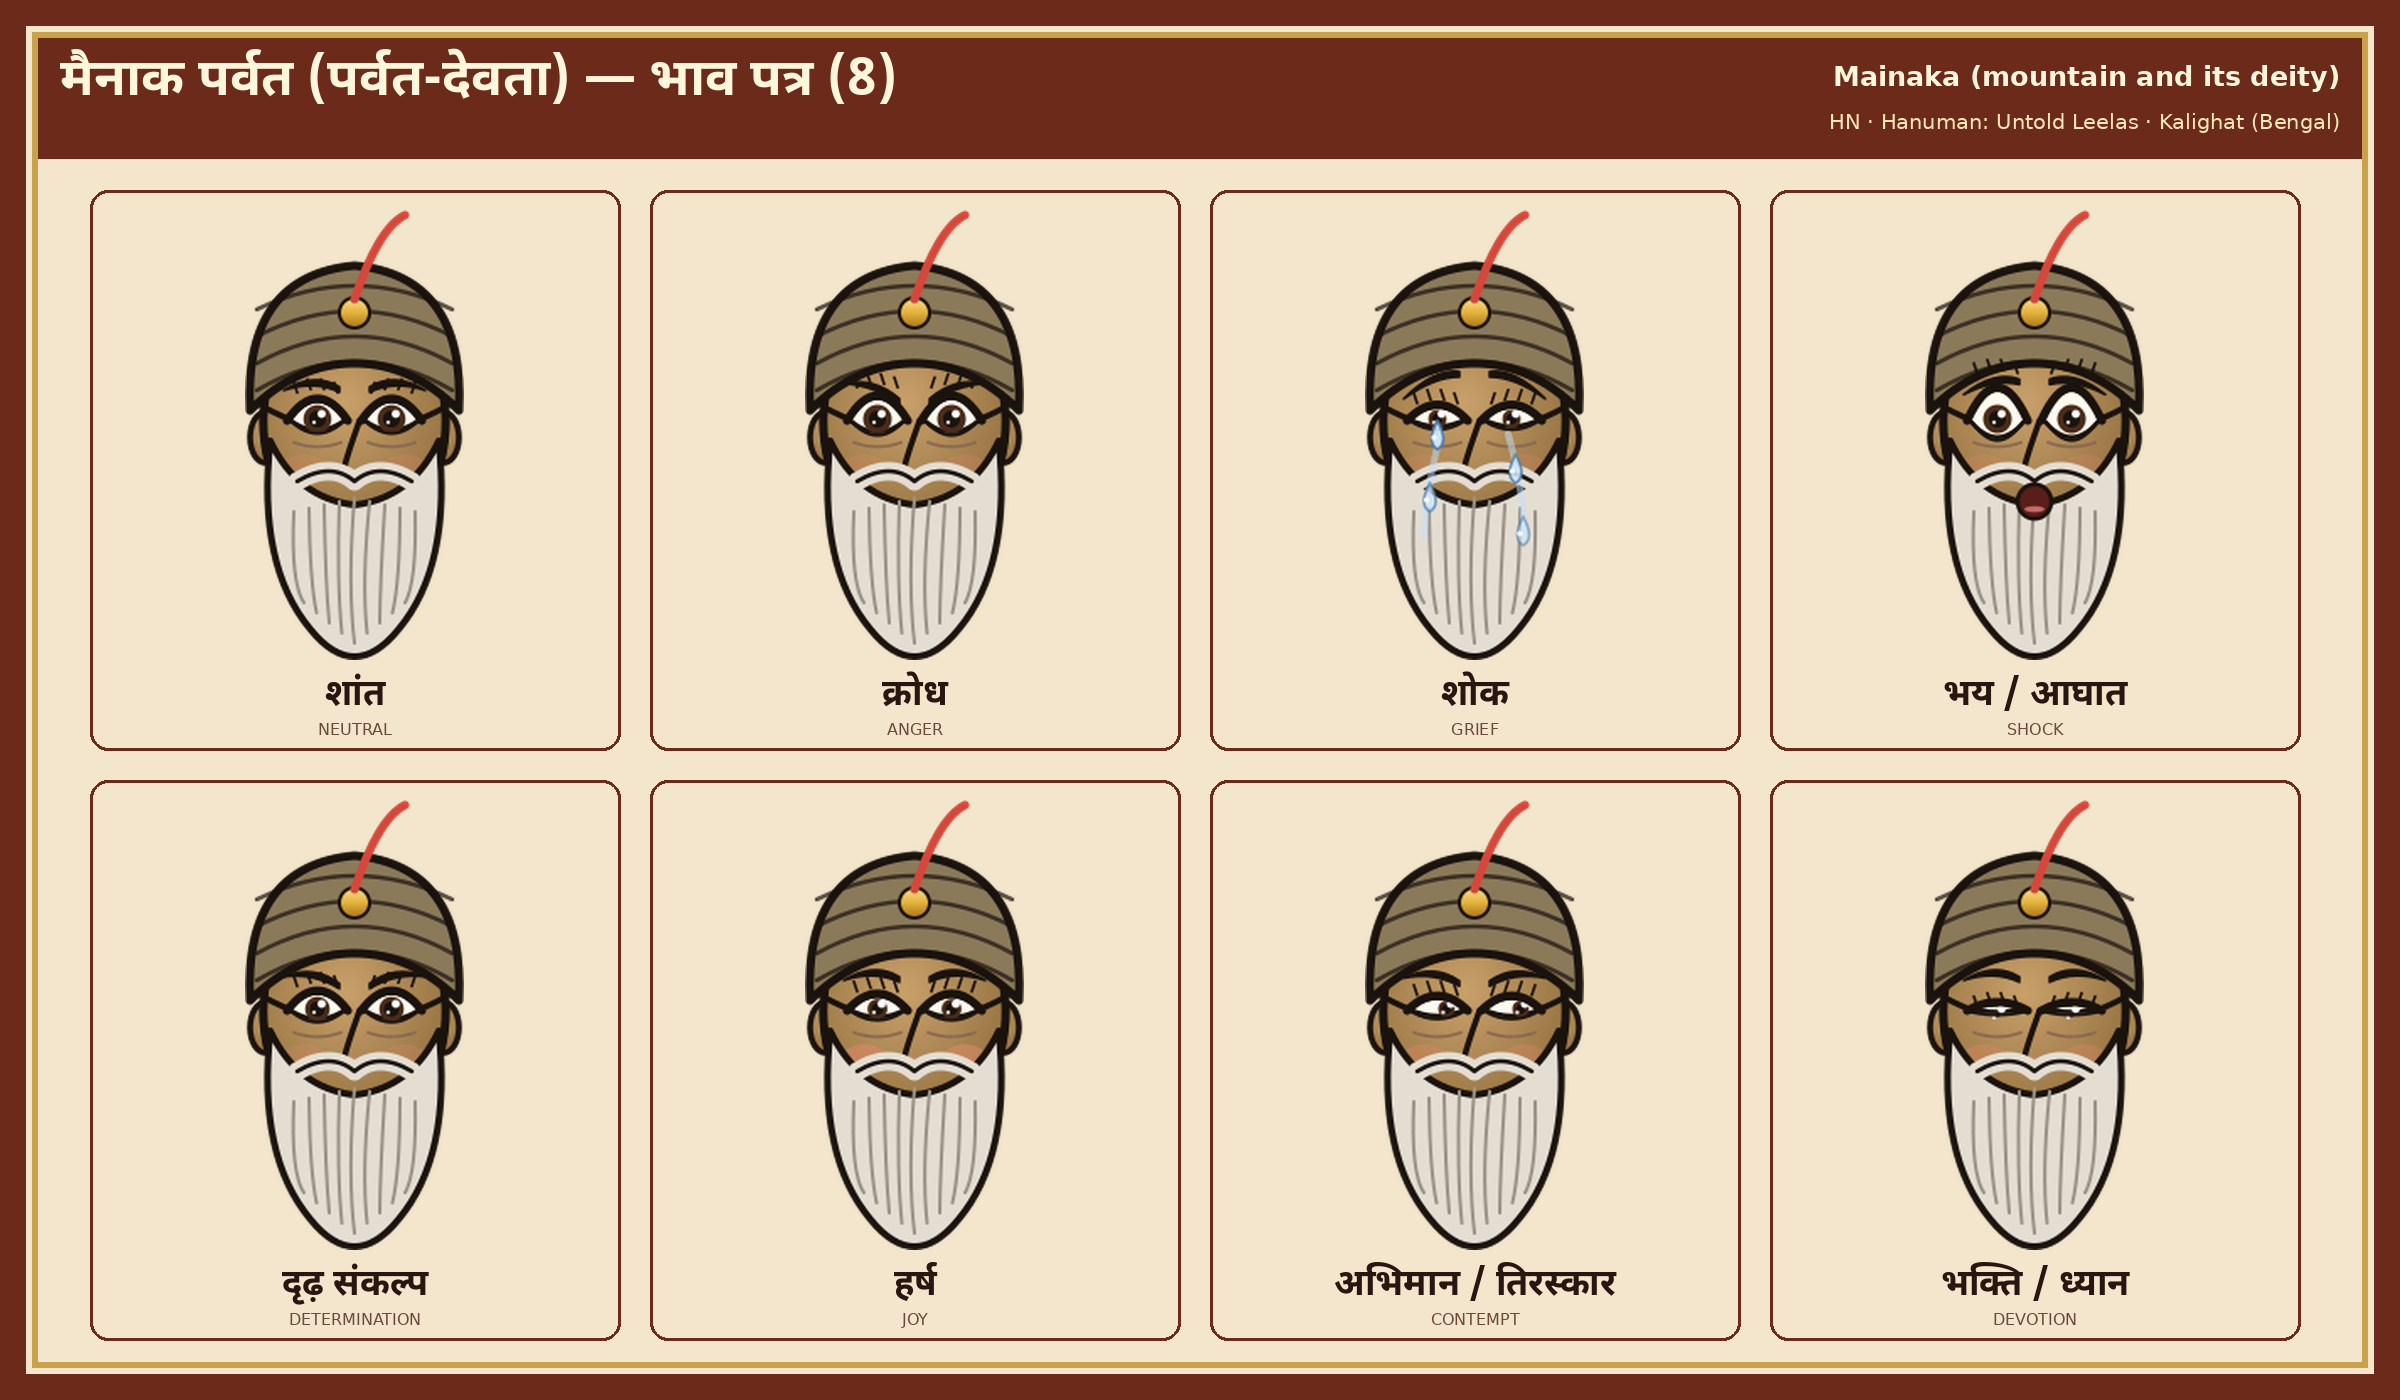 मैनाक पर्वत (पर्वत-देवता) — भाव पत्र (8)
Mainaka (mountain and its deity)
HN · Hanuman: Untold Leelas · Kalighat (Bengal)
शांत
NEUTRAL
क्रोध
ANGER
शोक
GRIEF
भय / आघात
SHOCK
दृढ़ संकल्प
DETERMINATION
हर्ष
JOY
अभिमान / तिरस्कार
CONTEMPT
भक्ति / ध्यान
DEVOTION